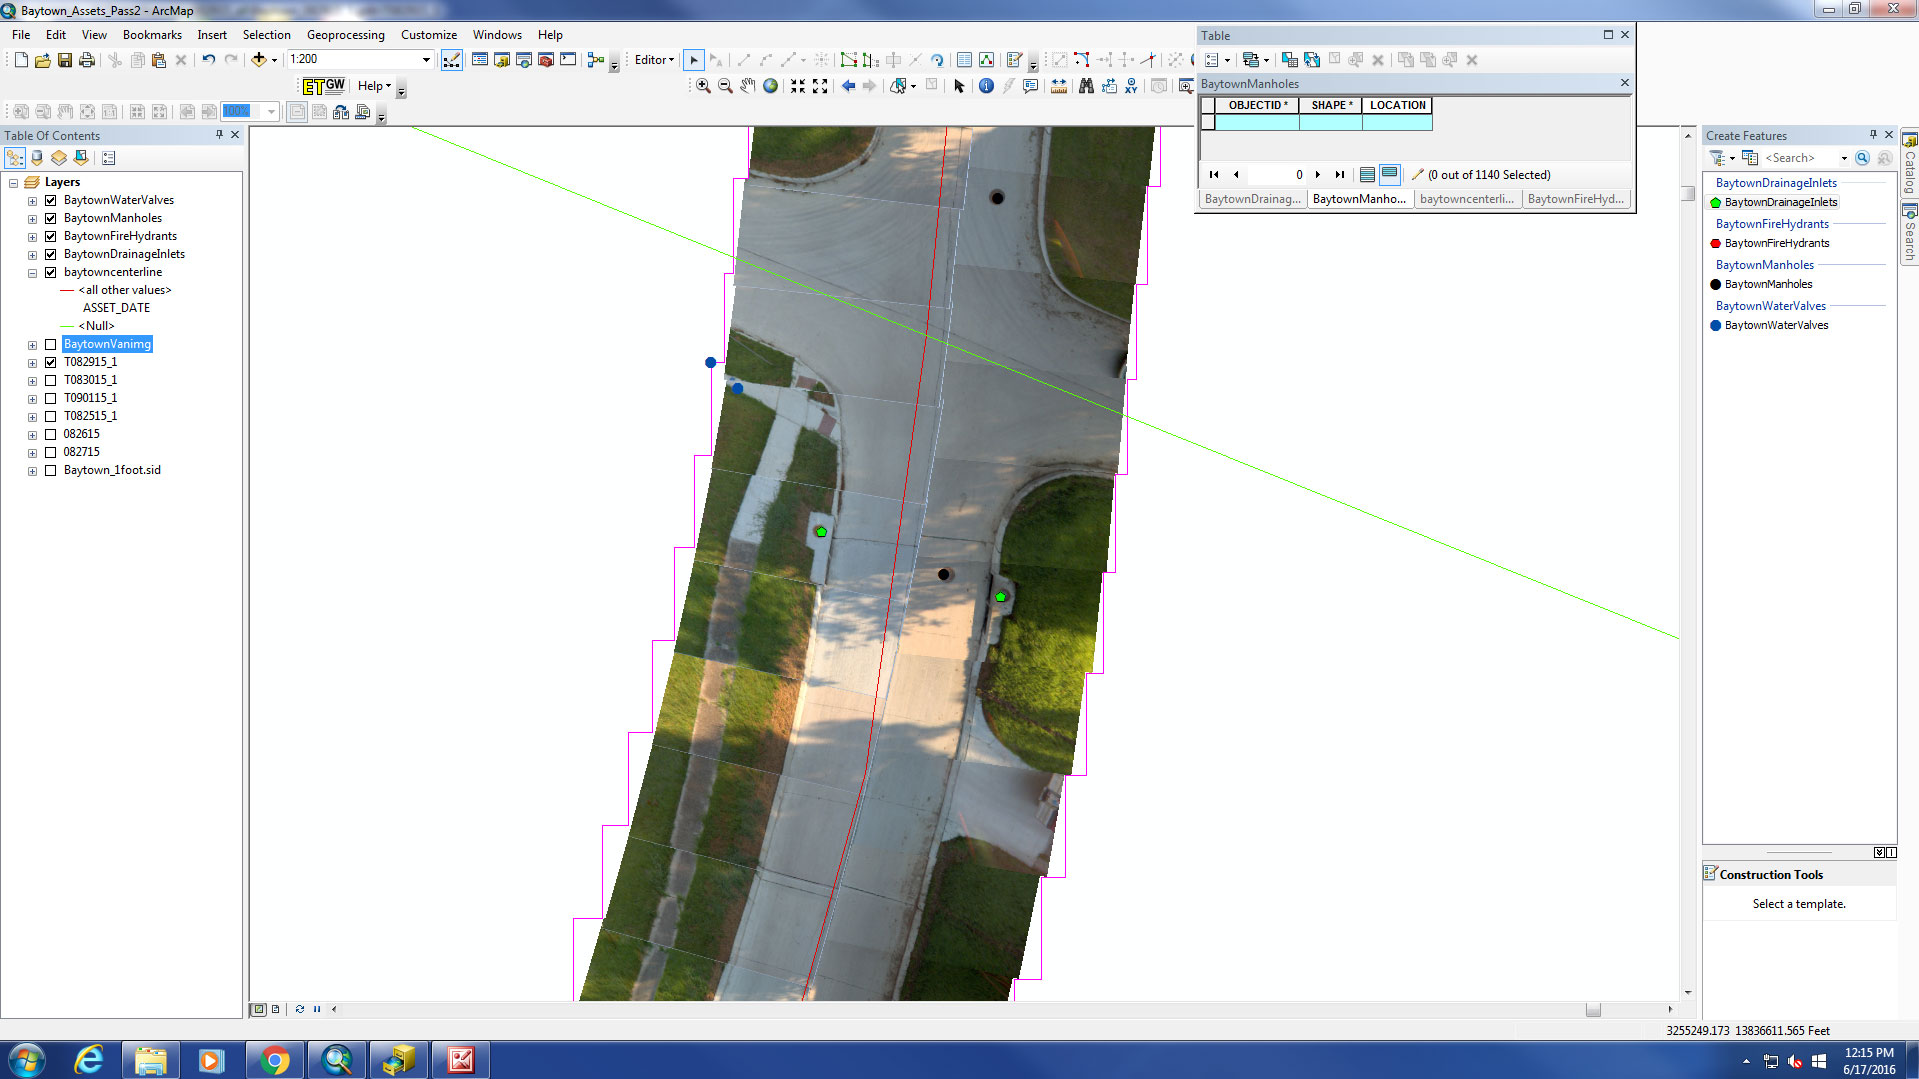 Baytown_Assets_Pass2 - ArcMap
File Edit View Bookmarks Insert Selection Geoprocessing Customize Windows Help
1:200
Editor
ET GW Help
100%
Table Of Contents
Layers
BaytownWaterValves
BaytownManholes
BaytownFireHydrants
BaytownDrainageInlets
baytowncenterline
<all other values>
ASSET_DATE
<Null>
BaytownVanimg
T082915_1
T083015_1
T090115_1
T082515_1
082615
082715
Baytown_1foot.sid
Table
BaytownManholes
OBJECTID * SHAPE * LOCATION
0 (0 out of 1140 Selected)
BaytownDrainag... BaytownManho... baytowncenterli... BaytownFireHyd...
Create Features
<Search>
BaytownDrainageInlets
BaytownDrainageInlets
BaytownFireHydrants
BaytownFireHydrants
BaytownManholes
BaytownManholes
BaytownWaterValves
BaytownWaterValves
Catalog
Search
Construction Tools
Select a template.
3255249.173 13836611.565 Feet
12:15 PM
6/17/2016